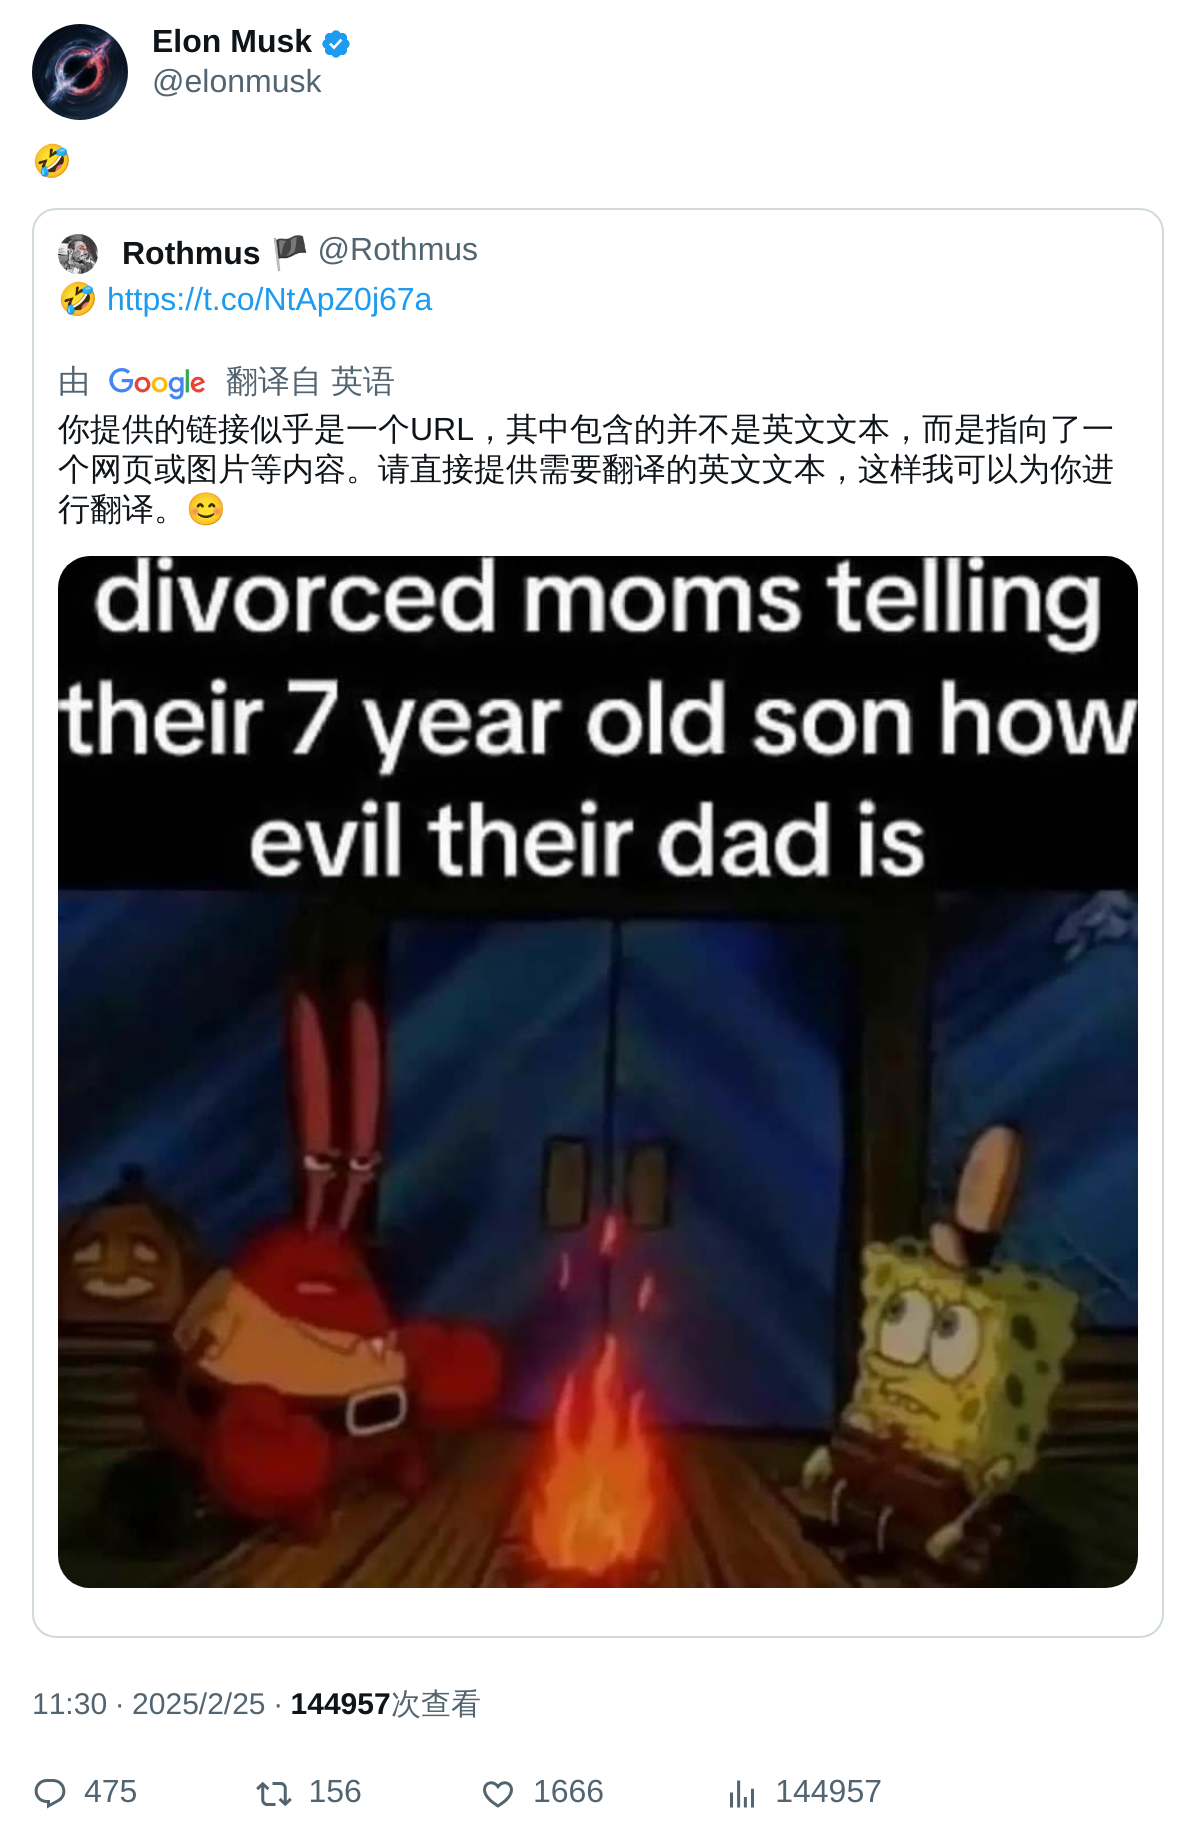 Elon Musk
@elonmusk
🤣
Rothmus 🏴 @Rothmus
🤣 https://t.co/NtApZ0j67a
由 Google 翻译自 英语
你提供的链接似乎是一个URL，其中包含的并不是英文文本，而是指向了一
个网页或图片等内容。请直接提供需要翻译的英文文本，这样我可以为你进
行翻译。😊
divorced moms telling
their 7 year old son how
evil their dad is
11:30 · 2025/2/25 · 144957次查看
475 156 1666 144957